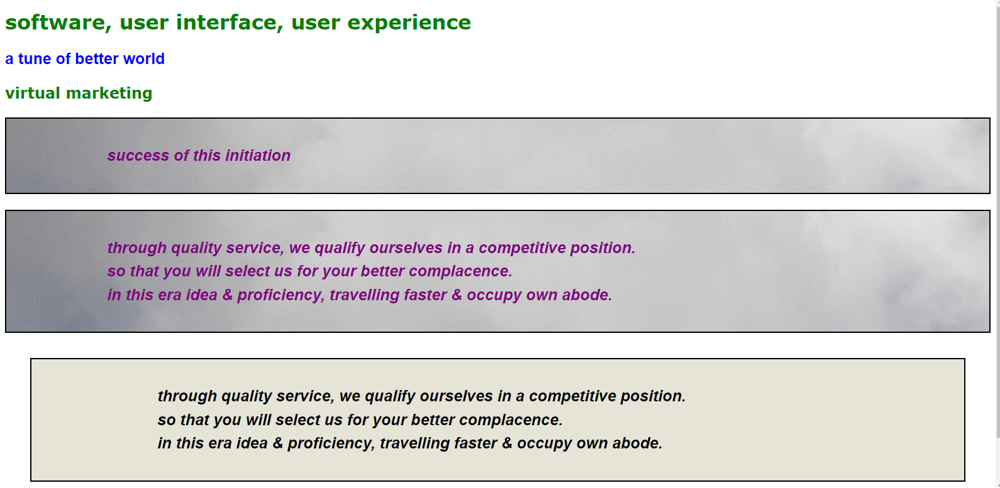 software, user interface, user experience
a tune of better world
virtual marketing
success of this initiation
through quality service, we qualify ourselves in a competitive position.
so that you will select us for your better complacence.
in this era idea & proficiency, travelling faster & occupy own abode.
through quality service, we qualify ourselves in a competitive position.
so that you will select us for your better complacence.
in this era idea & proficiency, travelling faster & occupy own abode.